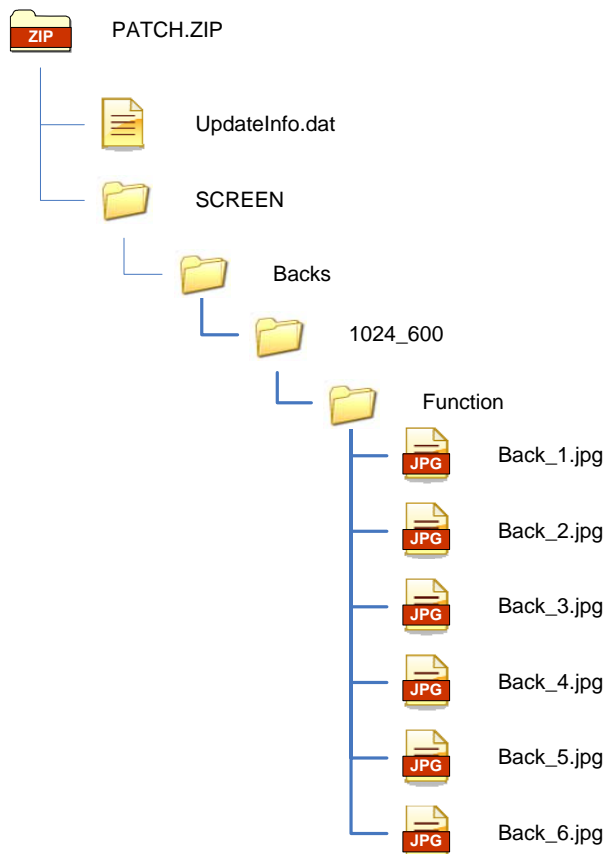 ZIP PATCH.ZIP
UpdateInfo.dat
SCREEN
Backs
1024_600
Function
JPG Back_1.jpg
JPG Back_2.jpg
JPG Back_3.jpg
JPG Back_4.jpg
JPG Back_5.jpg
JPG Back_6.jpg